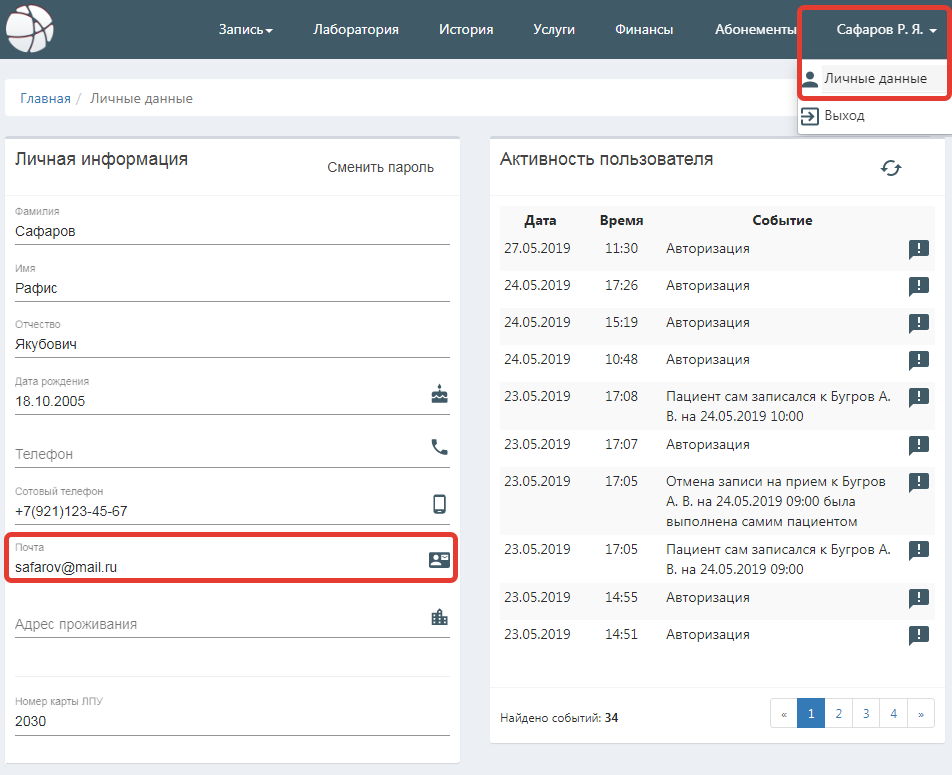 Запись
Лаборатория
История
Услуги
Финансы
Абонементы
Сафаров Р. Я.
Личные данные
Выход
Главная / Личные данные
Личная информация
Сменить пароль
Фамилия
Сафаров
Имя
Рафис
Отчество
Якубович
Дата рождения
18.10.2005
Телефон
Сотовый телефон
+7(921)123-45-67
Почта
safarov@mail.ru
Адрес проживания
Номер карты ЛПУ
2030
Активность пользователя
Дата Время Событие
27.05.2019 11:30 Авторизация
24.05.2019 17:26 Авторизация
24.05.2019 15:19 Авторизация
24.05.2019 10:48 Авторизация
23.05.2019 17:08 Пациент сам записался к Бугров А.
В. на 24.05.2019 10:00
23.05.2019 17:07 Авторизация
23.05.2019 17:05 Отмена записи на прием к Бугров
А. В. на 24.05.2019 09:00 была
выполнена самим пациентом
23.05.2019 17:05 Пациент сам записался к Бугров А.
В. на 24.05.2019 09:00
23.05.2019 14:55 Авторизация
23.05.2019 14:51 Авторизация
Найдено событий: 34
« 1 2 3 4 »